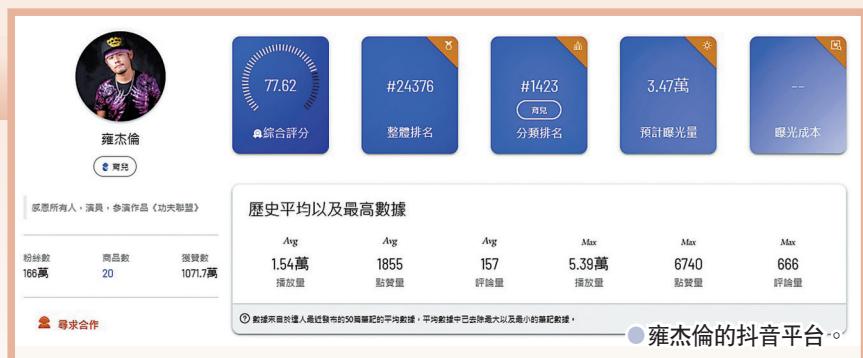 雍杰倫
育兒
感恩所有人，演員，參演作品《功夫聯盟》
粉絲數 商品數 獲贊數
166萬 20 1071.7萬
尋求合作
77.62
綜合評分
#24376
整體排名
#1423
育兒
分類排名
3.47萬
預計曝光量
--
曝光成本
歷史平均以及最高數據
Avg Avg Avg Max Max Max
1.54萬 1855 157 5.39萬 6740 666
播放量 點贊量 評論量 播放量 點贊量 評論量
數據來自於達人最近發布的50篇筆記的平均數據，平均數據中已去除最大以及最小的筆記數據。
雍杰倫的抖音平台。